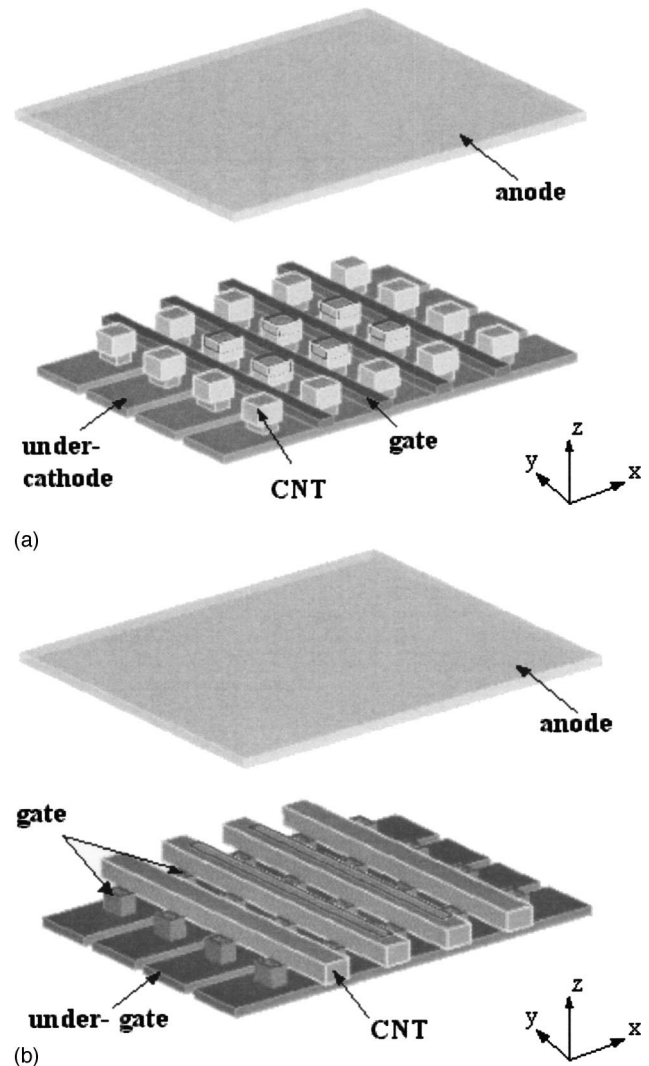 anode
under-
cathode
gate
CNT
z
y
x
(a)
anode
gate
under- gate
CNT
z
y
x
(b)